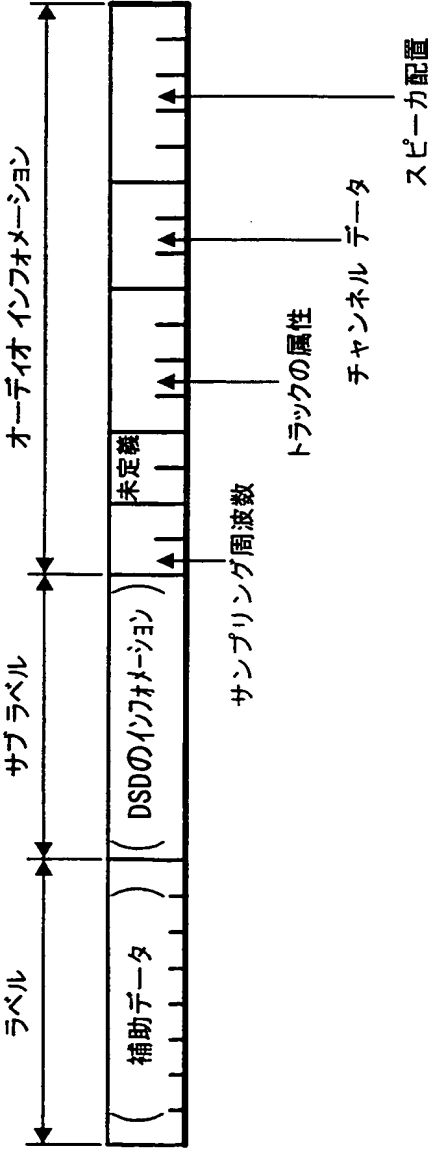 ラベル
サブ ラベル
オーディオ インフォメーション
(補助データ)
(DSDのインフォメーション)
未定義
サンプリング周波数
トラックの属性
チャンネル データ
スピーカ配置